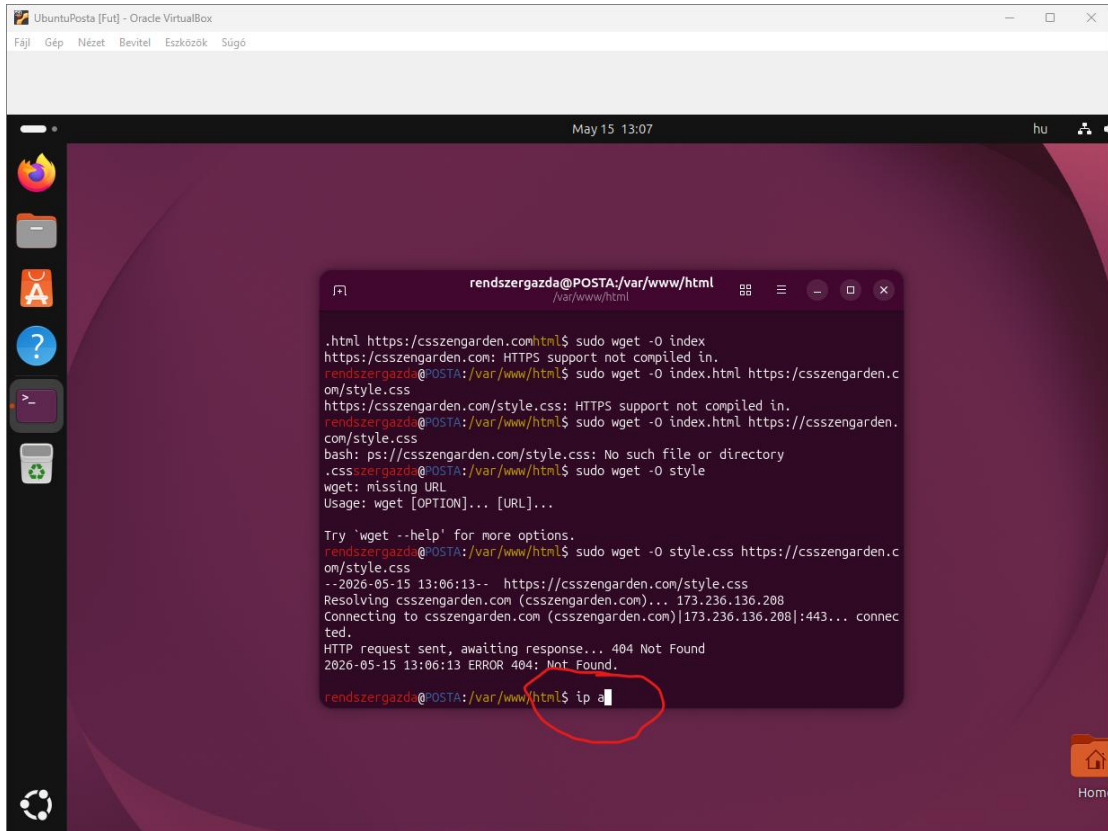 UbuntuPosta [Fut] - Oracle VirtualBox
Fájl Gép Nézet Bevitel Eszközök Súgó
May 15 13:07
hu
rendszergazda@POSTA:/var/www/html
/var/www/html
.html https:/csszengarden.comhtml$ sudo wget -O index
https:/csszengarden.com: HTTPS support not compiled in.
rendszergazda@POSTA:/var/www/html$ sudo wget -O index.html https:/csszengarden.c
om/style.css
https:/csszengarden.com/style.css: HTTPS support not compiled in.
rendszergazda@POSTA:/var/www/html$ sudo wget -O index.html https://csszengarden.
com/style.css
bash: ps://csszengarden.com/style.css: No such file or directory
.cssszergazda@POSTA:/var/www/html$ sudo wget -O style
wget: missing URL
Usage: wget [OPTION]... [URL]...
Try `wget --help' for more options.
rendszergazda@POSTA:/var/www/html$ sudo wget -O style.css https://csszengarden.c
om/style.css
--2026-05-15 13:06:13-- https://csszengarden.com/style.css
Resolving csszengarden.com (csszengarden.com)... 173.236.136.208
Connecting to csszengarden.com (csszengarden.com)|173.236.136.208|:443... connec
ted.
HTTP request sent, awaiting response... 404 Not Found
2026-05-15 13:06:13 ERROR 404: Not Found.
rendszergazda@POSTA:/var/www/html$ ip a
Home